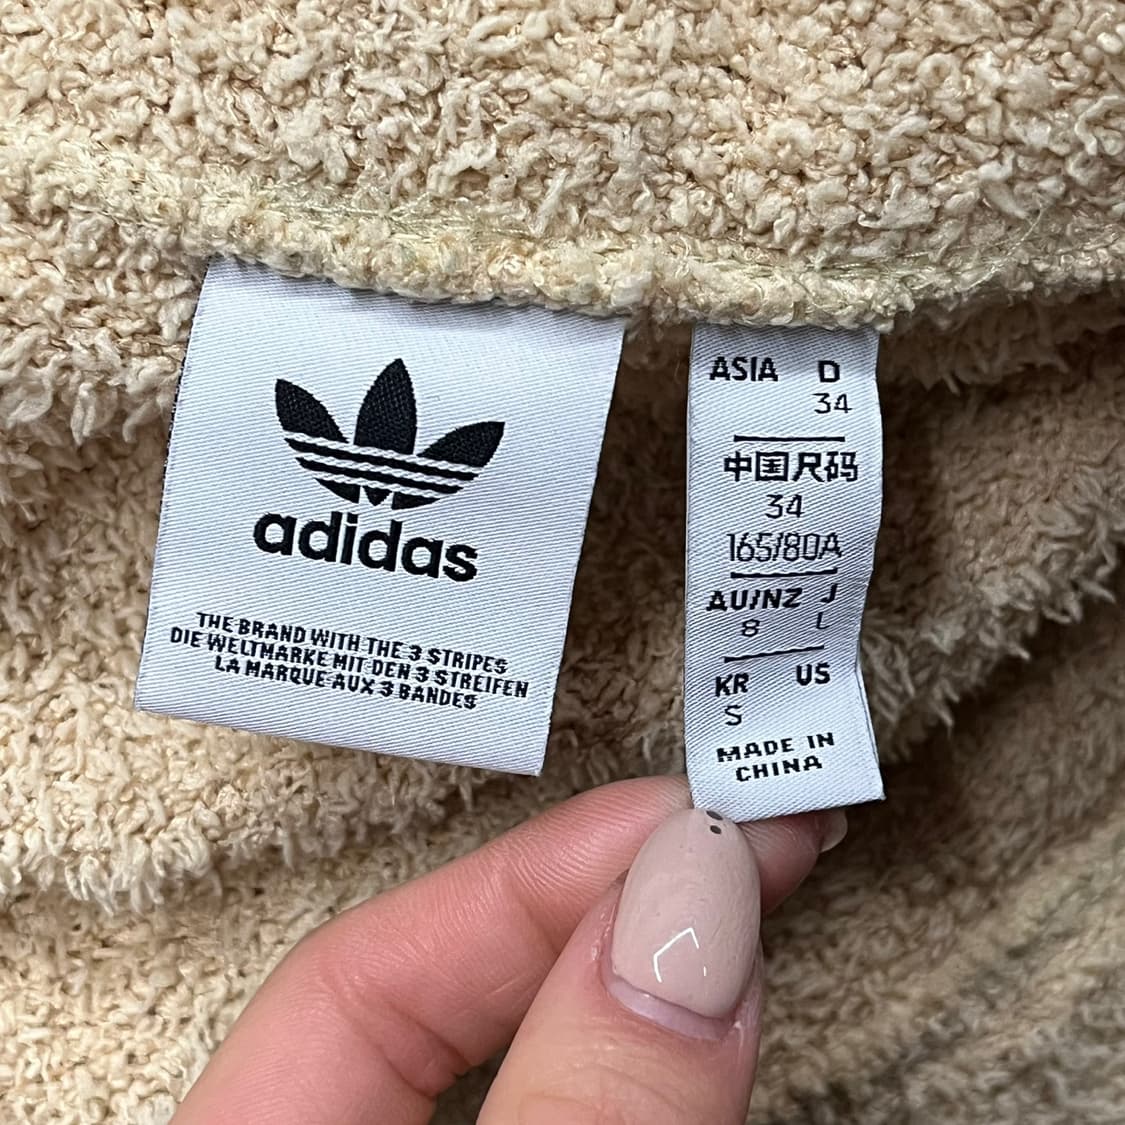 adidas
THE BRAND WITH THE 3 STRIPES
DIE WELTMARKE MIT DEN 3 STREIFEN
LA MARQUE AUX 3 BANDES
ASIA D
34
中国尺码
34
165/80A
AU/NZ J
8 L
KR US
S
MADE IN
CHINA